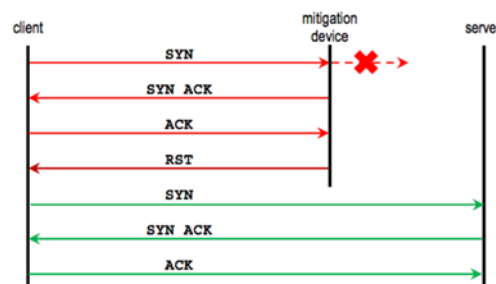 client
mitigation
device
serve
SYN
SYN ACK
ACK
RST
SYN
SYN ACK
ACK